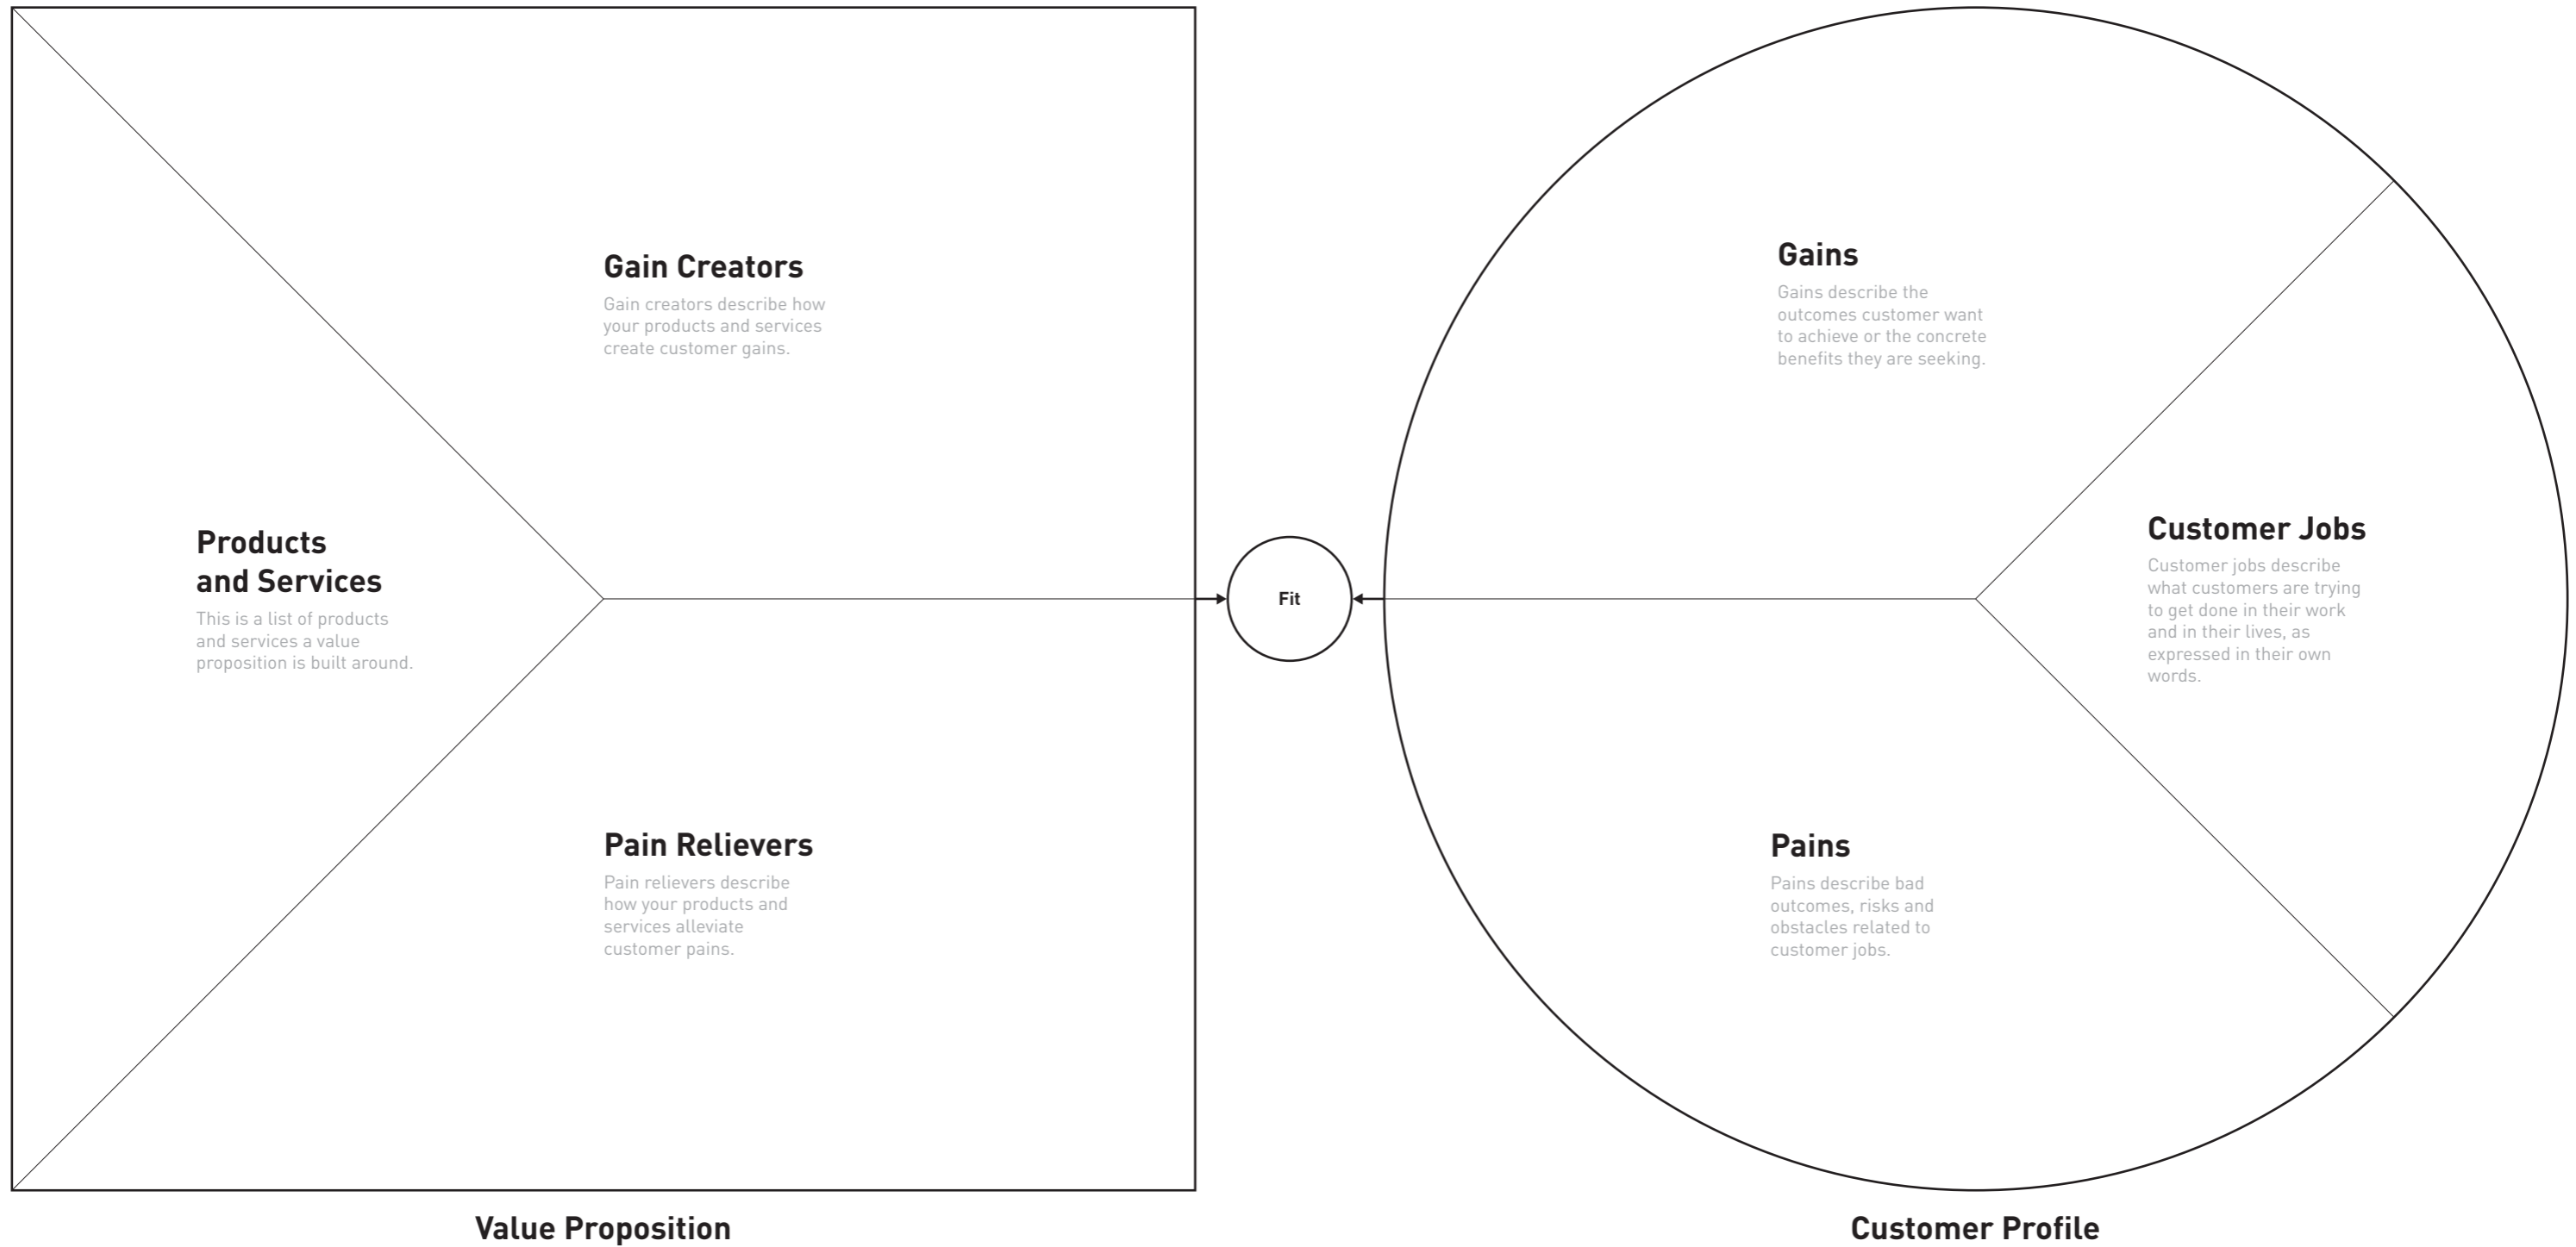 Gain Creators
Gain creators describe how
your products and services
create customer gains.
Products
and Services
This is a list of products
and services a value
proposition is built around.
Pain Relievers
Pain relievers describe
how your products and
services alleviate
customer pains.
Value Proposition
Fit
Gains
Gains describe the
outcomes customer want
to achieve or the concrete
benefits they are seeking.
Customer Jobs
Customer jobs describe
what customers are trying
to get done in their work
and in their lives, as
expressed in their own
words.
Pains
Pains describe bad
outcomes, risks and
obstacles related to
customer jobs.
Customer Profile